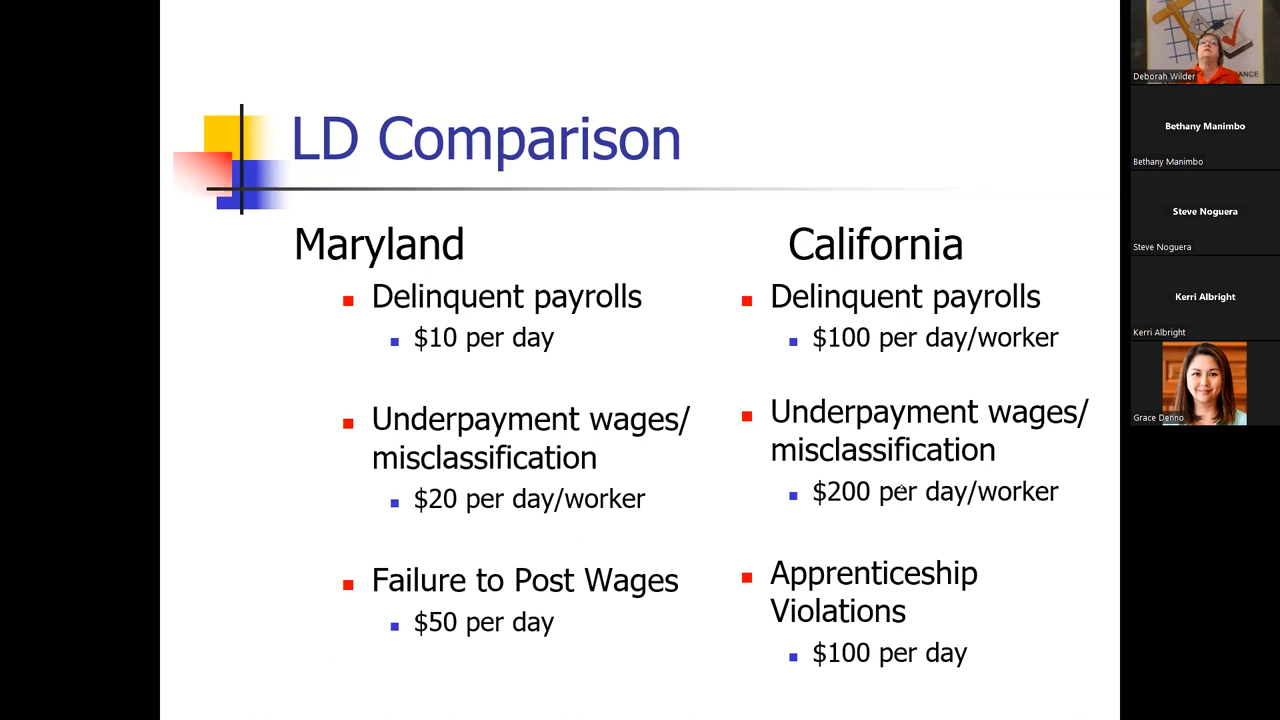 LD Comparison
Maryland
Delinquent payrolls
$10 per day
Underpayment wages/
misclassification
$20 per day/worker
Failure to Post Wages
$50 per day
California
Delinquent payrolls
$100 per day/worker
Underpayment wages/
misclassification
$200 per day/worker
Apprenticeship
Violations
$100 per day
Deborah Wilder
Bethany Manimbo
Bethany Manimbo
Steve Noguera
Steve Noguera
Kerri Albright
Kerri Albright
Grace Denno